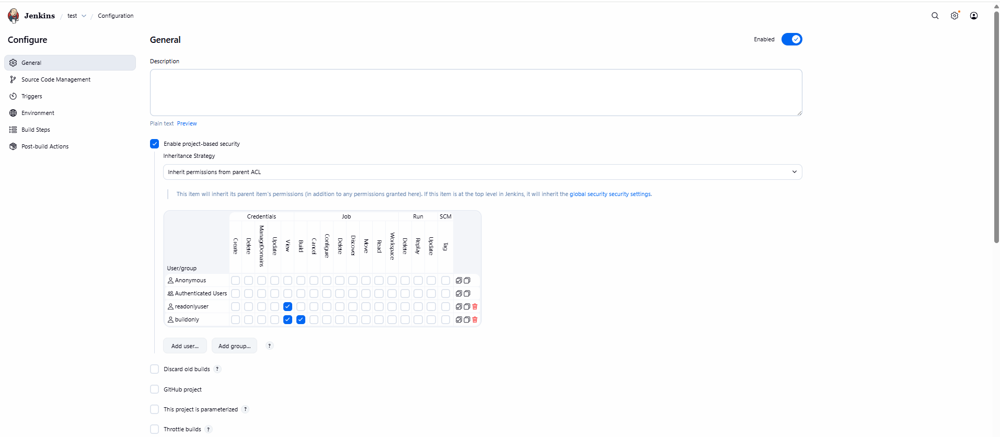 Jenkins / test / Configuration
Configure
General
Source Code Management
Triggers
Environment
Build Steps
Post-build Actions
General
Enabled
Description
Plain text Preview
Enable project-based security
Inheritance Strategy
Inherit permissions from parent ACL
This item will inherit its parent item's permissions (in addition to any permissions granted here). If this item is at the top level in Jenkins, it will inherit the global security security settings.
Credentials Job Run SCM
User/group Create Delete ManageDomains Update View Build Cancel Configure Delete Discover Move Read Workspace Delete Replay Update Tag
Anonymous
Authenticated Users
readonlyuser
buildonly
Add user... Add group... ?
Discard old builds ?
GitHub project
This project is parameterized ?
Throttle builds ?